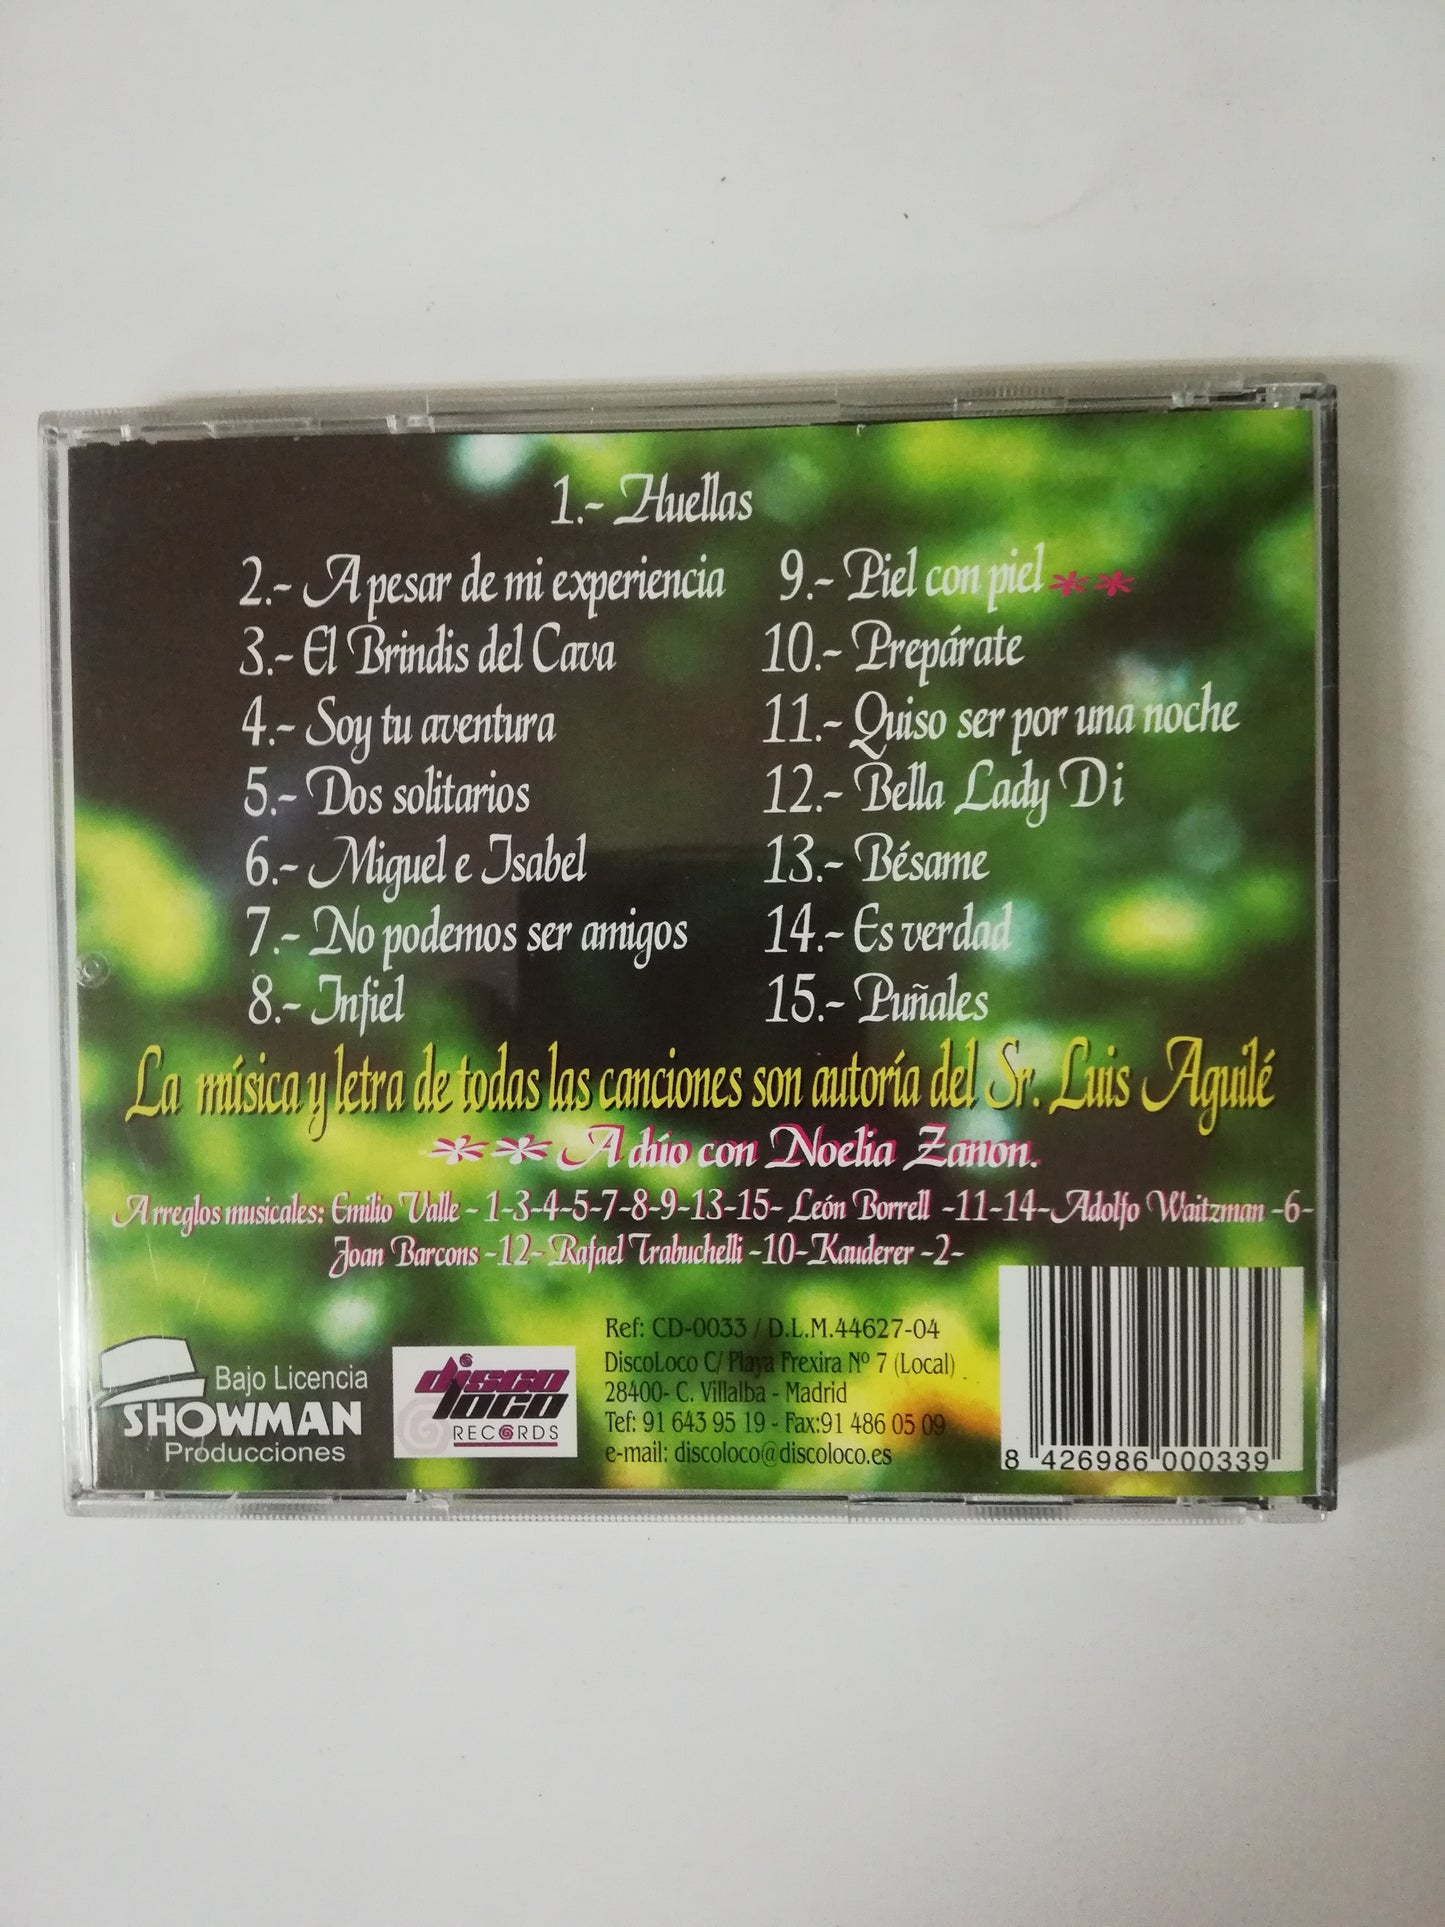 1.- Huellas
2.- A pesar de mi experiencia
3.- El Brindis del Cava
4.- Soy tu aventura
5.- Dos solitarios
6.- Miguel e Isabel
7.- No podemos ser amigos
8.- Infiel
9.- Piel con piel **
10.- Prepárate
11.- Quiso ser por una noche
12.- Bella Lady Di
13.- Bésame
14.- Es verdad
15.- Puñales
La música y letra de todas las canciones son autoría del Sr. Luis Aguilé
** A dúo con Noelia Zanon.
Arreglos musicales: Emilio Valle - 1-3-4-5-7-8-9-13-15- León Borrell -11-14- Adolfo Waitzman -6-
Joan Barcons -12- Rafael Trabuchelli -10- Kauderer -2-
Bajo Licencia
SHOWMAN
Producciones
disco
loco
RECORDS
Ref: CD-0033 / D.L.M.44627-04
DiscoLoco C/ Playa Frexira Nº 7 (Local)
28400- C. Villalba - Madrid
Tef: 91 643 95 19 - Fax:91 486 05 09
e-mail: discoloco@discoloco.es
8 426986 000339